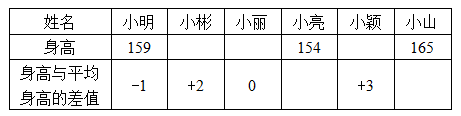 姓名 小明 小彬 小丽 小亮 小颖 小山
身高 159 154 165
身高与平均
身高的差值 −1 +2 0 +3